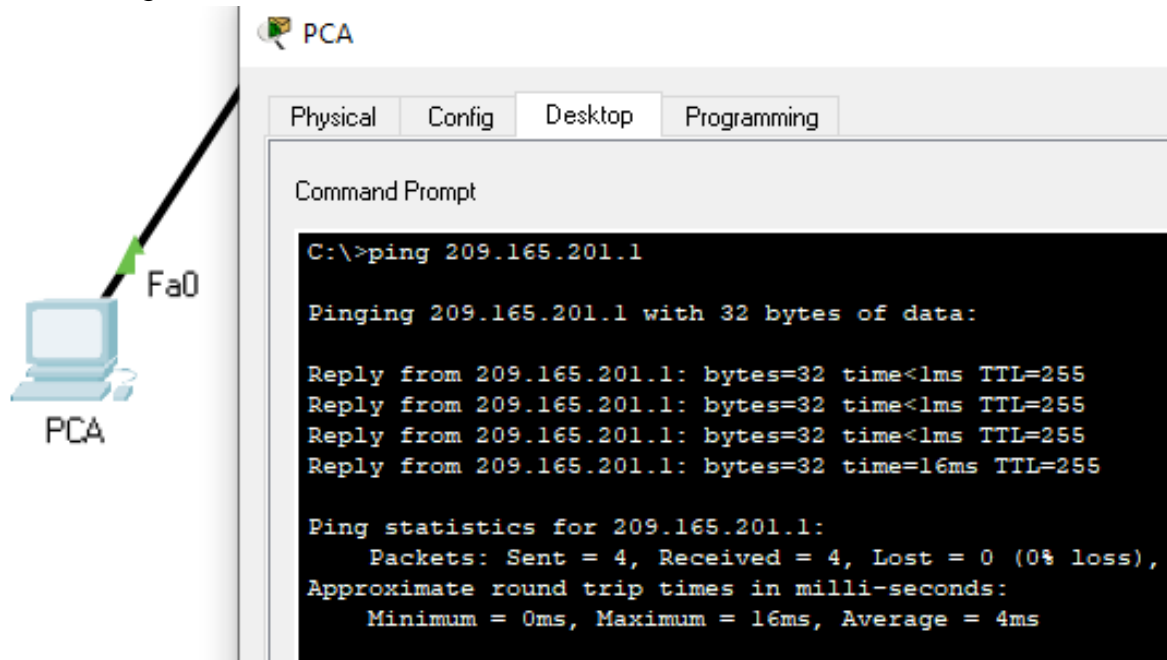 PCA
Physical Config Desktop Programming
Command Prompt
C:\>ping 209.165.201.1
Pinging 209.165.201.1 with 32 bytes of data:
Reply from 209.165.201.1: bytes=32 time<1ms TTL=255
Reply from 209.165.201.1: bytes=32 time<1ms TTL=255
Reply from 209.165.201.1: bytes=32 time<1ms TTL=255
Reply from 209.165.201.1: bytes=32 time=16ms TTL=255
Ping statistics for 209.165.201.1:
Packets: Sent = 4, Received = 4, Lost = 0 (0% loss),
Approximate round trip times in milli-seconds:
Minimum = 0ms, Maximum = 16ms, Average = 4ms
Fa0
PCA